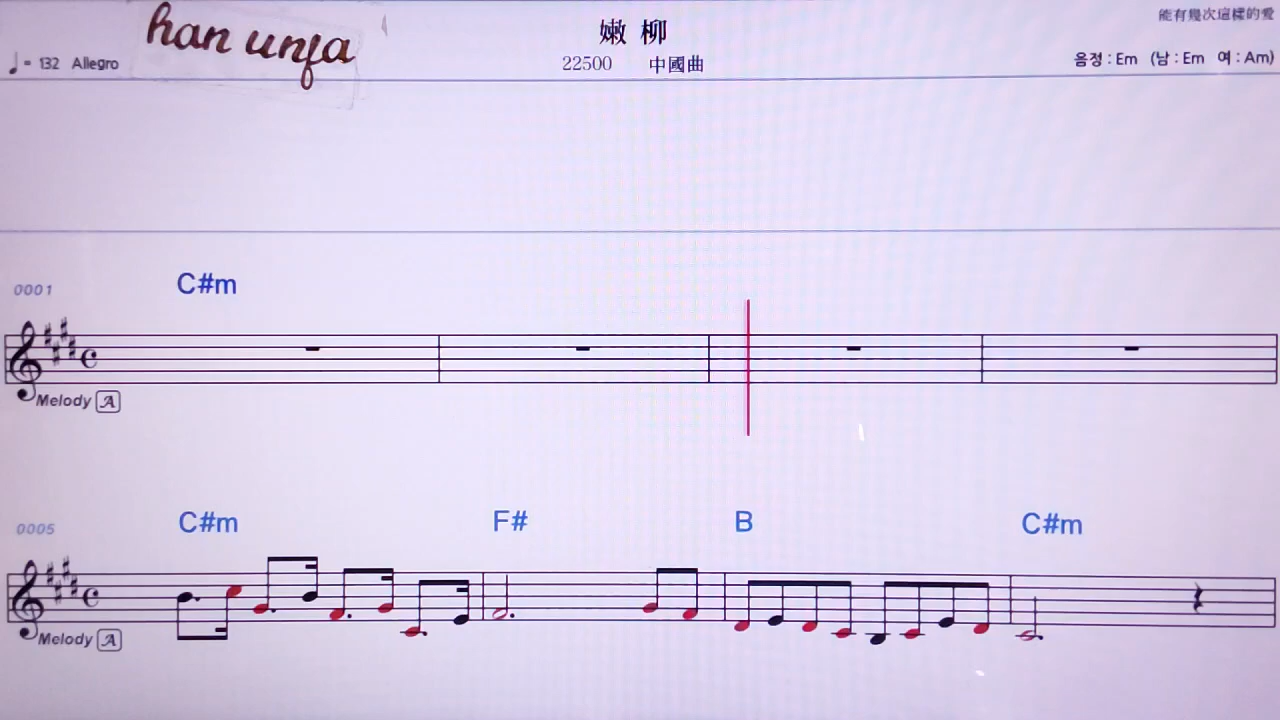 能有幾次這樣的愛
han unja
嫩 柳
♩= 132 Allegro
22500 中國曲
음정 : Em (남 : Em 여 : Am)
0001
C#m
Melody A
0005
C#m F# B C#m
Melody A